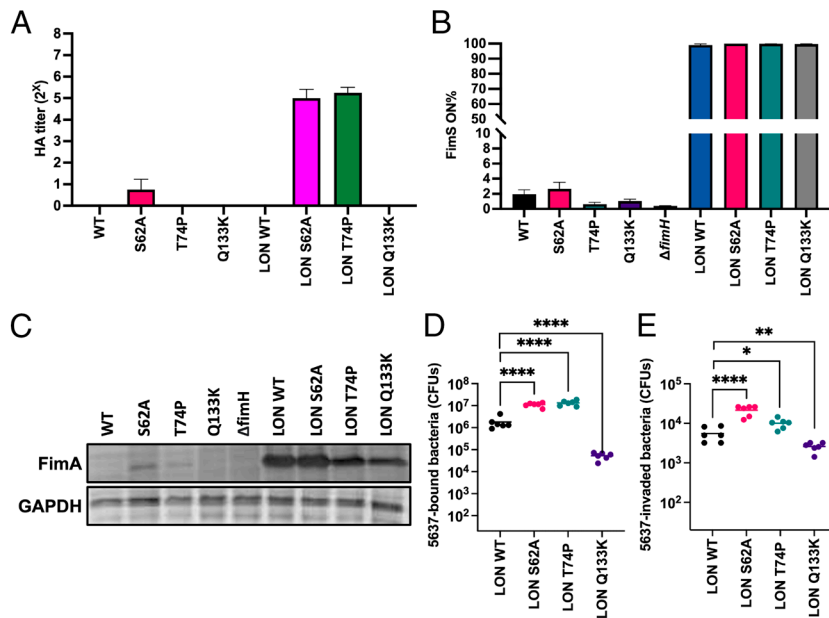 A
HA titer (2^X)
8
7
6
5
4
3
2
1
0
WT
S62A
T74P
Q133K
LON WT
LON S62A
LON T74P
LON Q133K
B
FimS ON%
100
90
80
70
60
50
10
8
6
4
2
0
WT
S62A
T74P
Q133K
ΔfimH
LON WT
LON S62A
LON T74P
LON Q133K
C
WT
S62A
T74P
Q133K
ΔfimH
LON WT
LON S62A
LON T74P
LON Q133K
FimA
GAPDH
D
5637-bound bacteria (CFUs)
****
****
****
10^8
10^7
10^6
10^5
10^4
10^3
10^2
LON WT
LON S62A
LON T74P
LON Q133K
E
5637-invaded bacteria (CFUs)
**
*
****
10^5
10^4
10^3
10^2
LON WT
LON S62A
LON T74P
LON Q133K